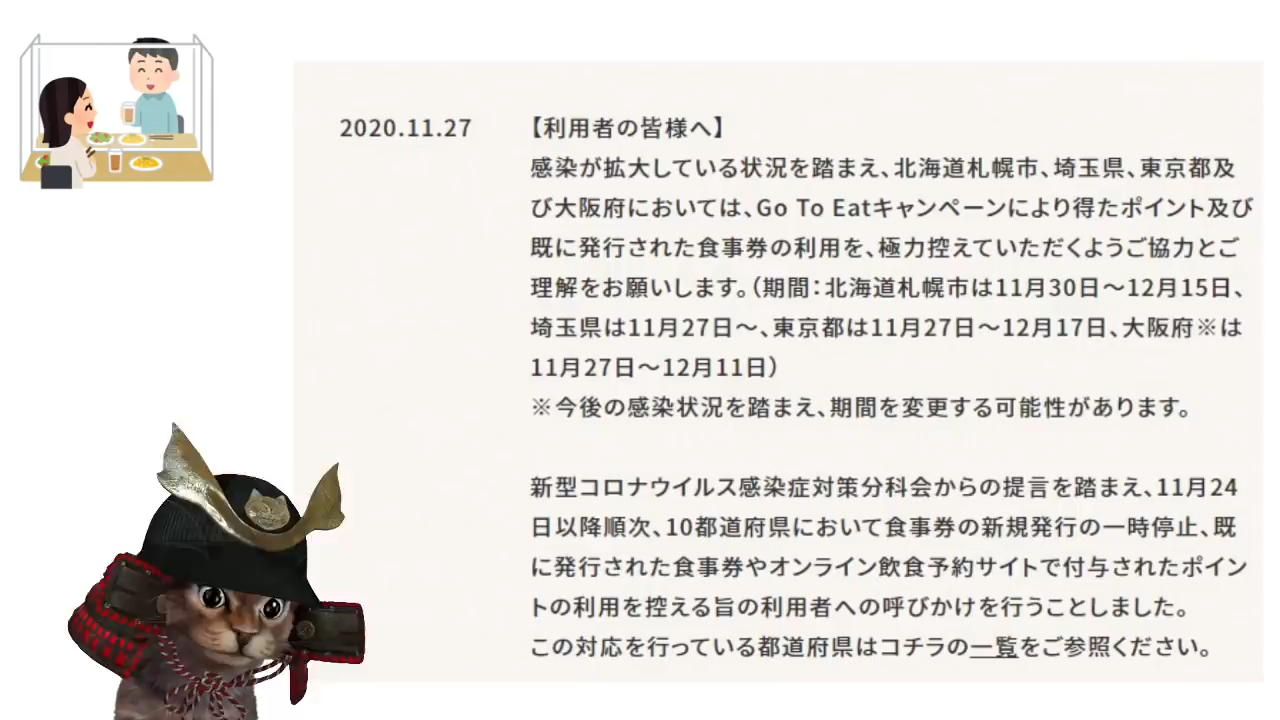 2020.11.27 【利用者の皆様へ】
感染が拡大している状況を踏まえ、北海道札幌市、埼玉県、東京都及
び大阪府においては、Go To Eatキャンペーンにより得たポイント及び
既に発行された食事券の利用を、極力控えていただくようご協力とご
理解をお願いします。（期間：北海道札幌市は11月30日～12月15日、
埼玉県は11月27日～、東京都は11月27日～12月17日、大阪府※は
11月27日～12月11日）
※今後の感染状況を踏まえ、期間を変更する可能性があります。
新型コロナウイルス感染症対策分科会からの提言を踏まえ、11月24
日以降順次、10都道府県において食事券の新規発行の一時停止、既
に発行された食事券やオンライン飲食予約サイトで付与されたポイン
トの利用を控える旨の利用者への呼びかけを行うことしました。
この対応を行っている都道府県はコチラの一覧をご参照ください。